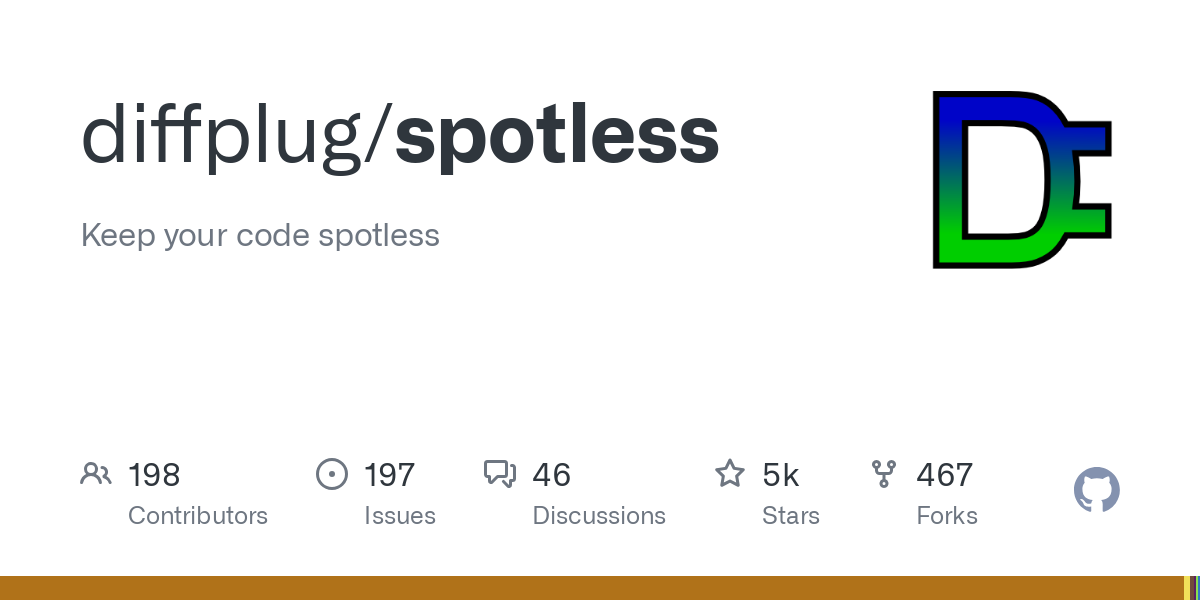 diffplug/spotless
Keep your code spotless
198 197 46 5k 467
Contributors Issues Discussions Stars Forks